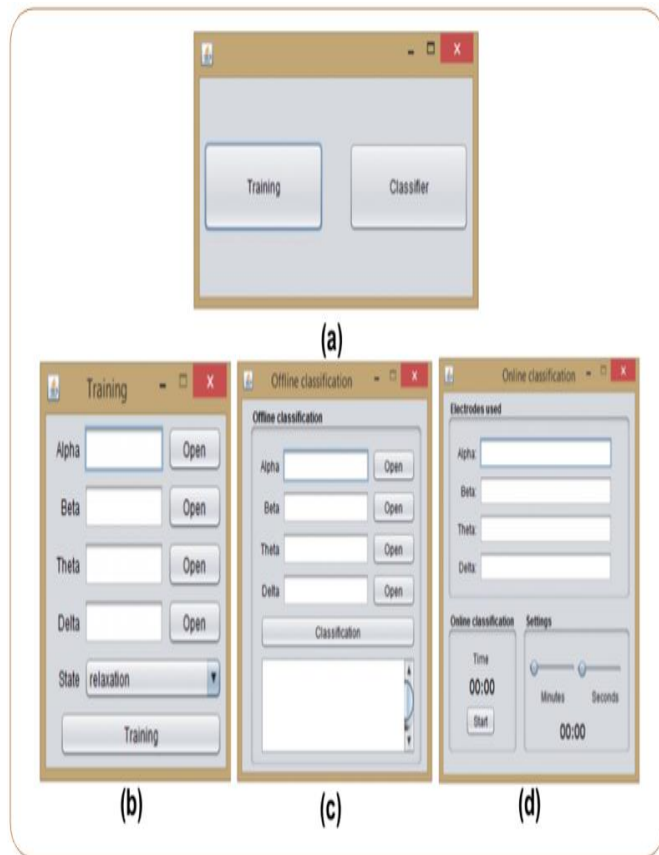 Training
Classifier
(a)
Training
Alpha
Open
Beta
Open
Theta
Open
Delta
Open
State
relaxation
Training
(b)
Offline classification
Offline classification
Alpha
Open
Beta
Open
Theta
Open
Delta
Open
Classification
(c)
Online classification
Electrodes used
Alpha:
Beta:
Theta:
Delta:
Online classification
Time
00:00
Start
Settings
Minutes
Seconds
00:00
(d)